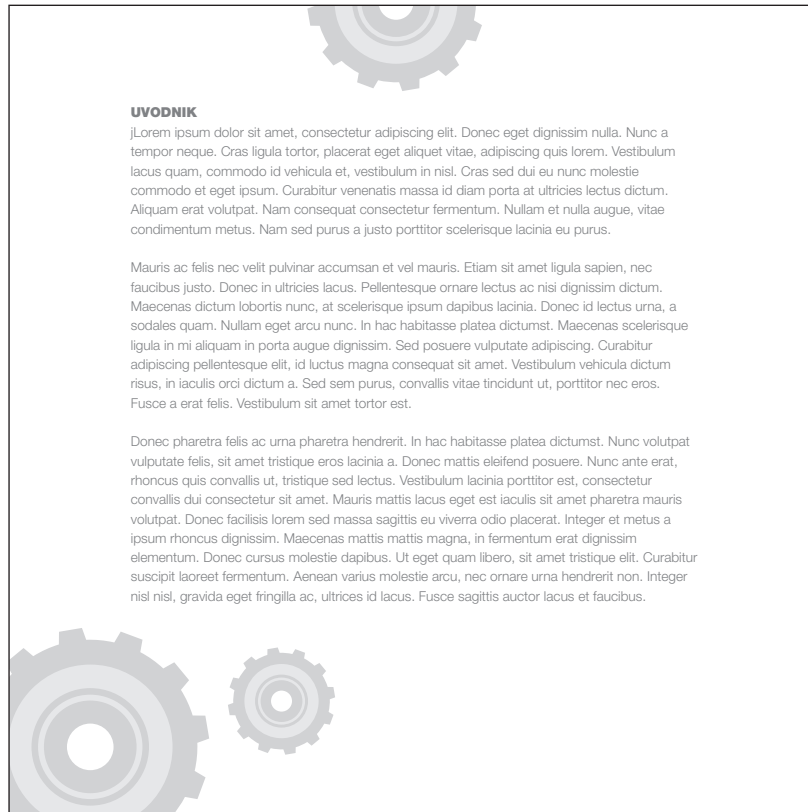 UVODNIK
jLorem ipsum dolor sit amet, consectetur adipiscing elit. Donec eget dignissim nulla. Nunc a
tempor neque. Cras ligula tortor, placerat eget aliquet vitae, adipiscing quis lorem. Vestibulum
lacus quam, commodo id vehicula et, vestibulum in nisl. Cras sed dui eu nunc molestie
commodo et eget ipsum. Curabitur venenatis massa id diam porta at ultricies lectus dictum.
Aliquam erat volutpat. Nam consequat consectetur fermentum. Nullam et nulla augue, vitae
condimentum metus. Nam sed purus a justo porttitor scelerisque lacinia eu purus.
Mauris ac felis nec velit pulvinar accumsan et vel mauris. Etiam sit amet ligula sapien, nec
faucibus justo. Donec in ultricies lacus. Pellentesque ornare lectus ac nisi dignissim dictum.
Maecenas dictum lobortis nunc, at scelerisque ipsum dapibus lacinia. Donec id lectus urna, a
sodales quam. Nullam eget arcu nunc. In hac habitasse platea dictumst. Maecenas scelerisque
ligula in mi aliquam in porta augue dignissim. Sed posuere vulputate adipiscing. Curabitur
adipiscing pellentesque elit, id luctus magna consequat sit amet. Vestibulum vehicula dictum
risus, in iaculis orci dictum a. Sed sem purus, convallis vitae tincidunt ut, porttitor nec eros.
Fusce a erat felis. Vestibulum sit amet tortor est.
Donec pharetra felis ac urna pharetra hendrerit. In hac habitasse platea dictumst. Nunc volutpat
vulputate felis, sit amet tristique eros lacinia a. Donec mattis eleifend posuere. Nunc ante erat,
rhoncus quis convallis ut, tristique sed lectus. Vestibulum lacinia porttitor est, consectetur
convallis dui consectetur sit amet. Mauris mattis lacus eget est iaculis sit amet pharetra mauris
volutpat. Donec facilisis lorem sed massa sagittis eu viverra odio placerat. Integer et metus a
ipsum rhoncus dignissim. Maecenas mattis mattis magna, in fermentum erat dignissim
elementum. Donec cursus molestie dapibus. Ut eget quam libero, sit amet tristique elit. Curabitur
suscipit laoreet fermentum. Aenean varius molestie arcu, nec ornare urna hendrerit non. Integer
nisl nisl, gravida eget fringilla ac, ultrices id lacus. Fusce sagittis auctor lacus et faucibus.